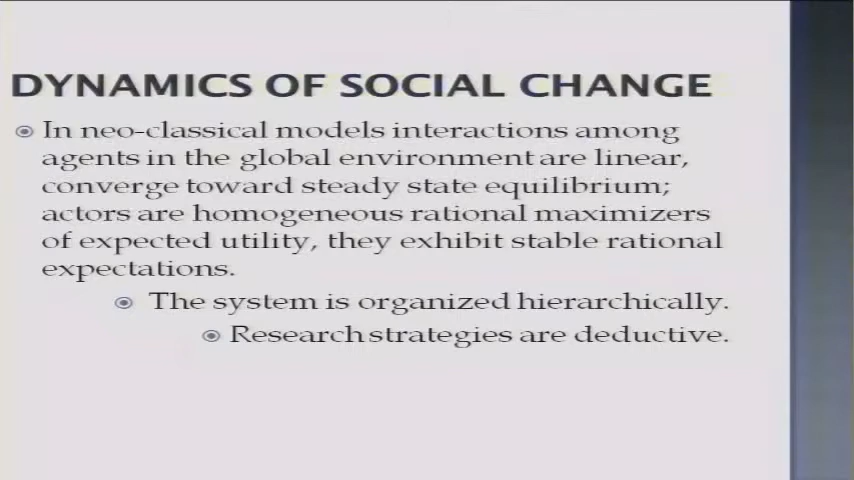 DYNAMICS OF SOCIAL CHANGE
In neo-classical models interactions among
agents in the global environment are linear,
converge toward steady state equilibrium;
actors are homogeneous rational maximizers
of expected utility, they exhibit stable rational
expectations.
The system is organized hierarchically.
Research strategies are deductive.